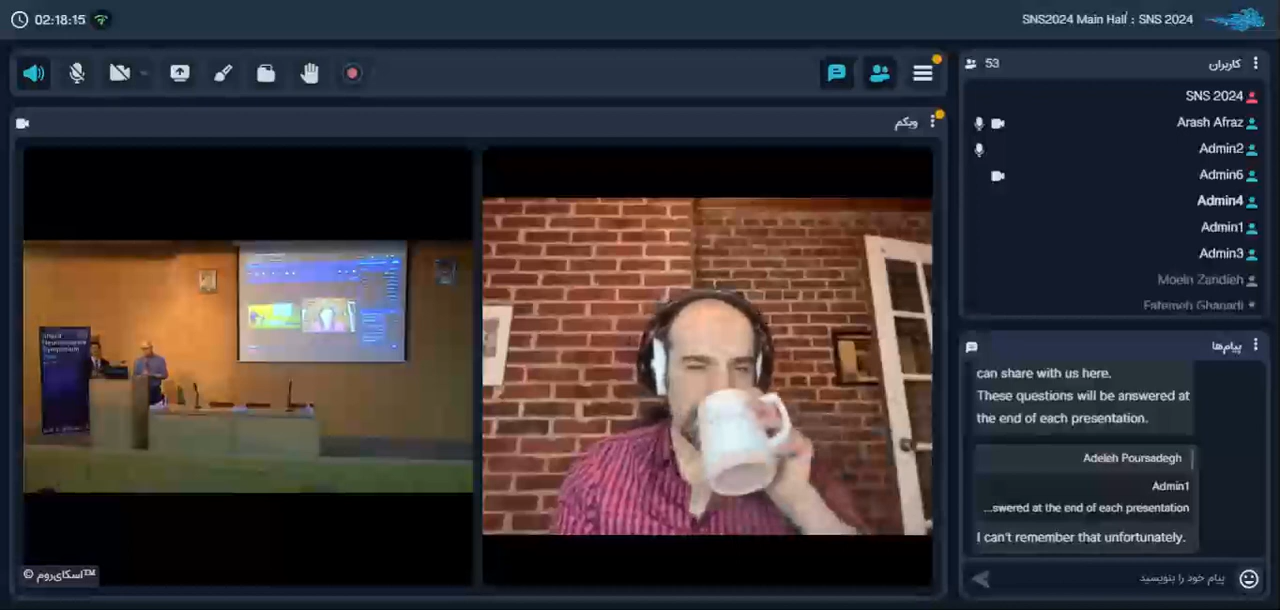 02:18:15
SNS2024 Main Hall : SNS 2024
وبکم
کاربران
53
SNS 2024
Arash Afraz
Admin2
Admin6
Admin4
Admin1
Admin3
Moein Zandieh
Fatemeh Ghanadi
پیام‌ها
can share with us here.
These questions will be answered at
the end of each presentation.
Adeleh Poursadegh
Admin1
...swered at the end of each presentation
I can't remember that unfortunately.
پیام خود را بنویسید
© اسکای‌روم™
Neuroscience
Symposium